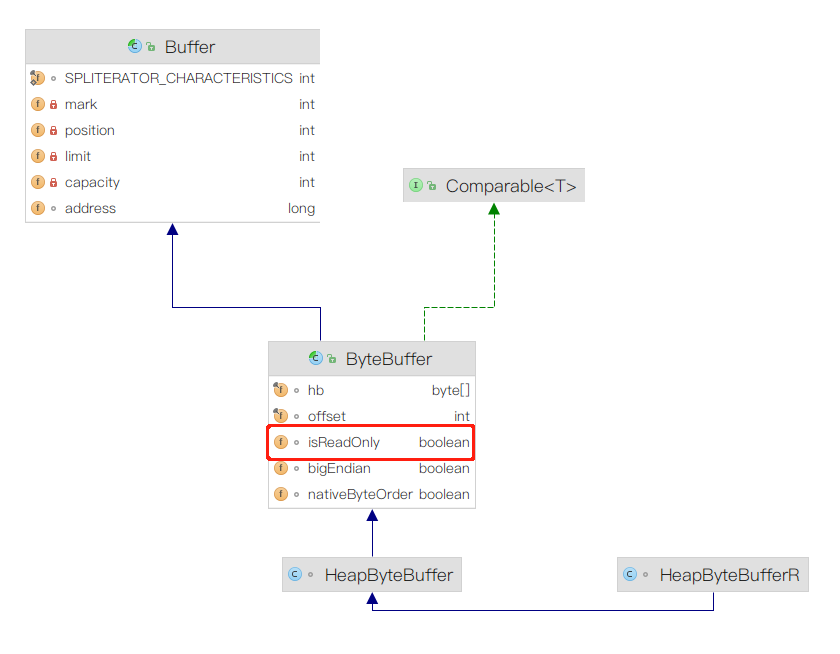 Buffer
SPLITERATOR_CHARACTERISTICS int
mark int
position int
limit int
capacity int
address long
Comparable<T>
ByteBuffer
hb byte[]
offset int
isReadOnly boolean
bigEndian boolean
nativeByteOrder boolean
HeapByteBuffer
HeapByteBufferR